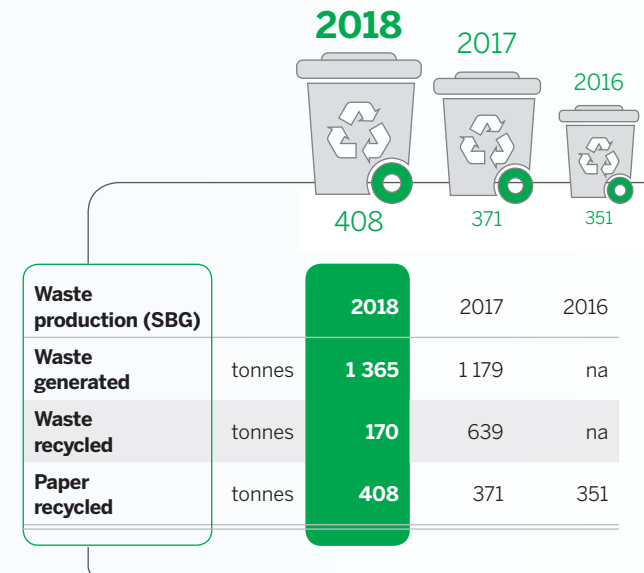 2018
2017
2016
408
371
351
Waste
production (SBG)
2018 2017 2016
Waste
generated
tonnes 1 365 1 179 na
Waste
recycled
tonnes 170 639 na
Paper
recycled
tonnes 408 371 351